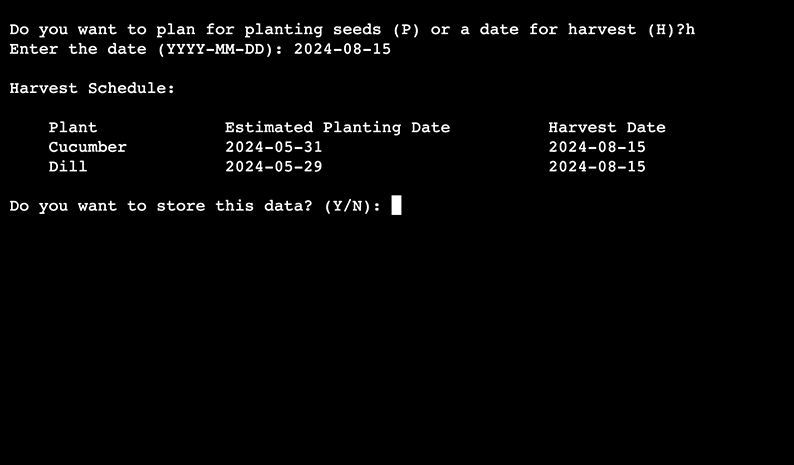 Do you want to plan for planting seeds (P) or a date for harvest (H)?h
Enter the date (YYYY-MM-DD): 2024-08-15
Harvest Schedule:
Plant Estimated Planting Date Harvest Date
Cucumber 2024-05-31 2024-08-15
Dill 2024-05-29 2024-08-15
Do you want to store this data? (Y/N):